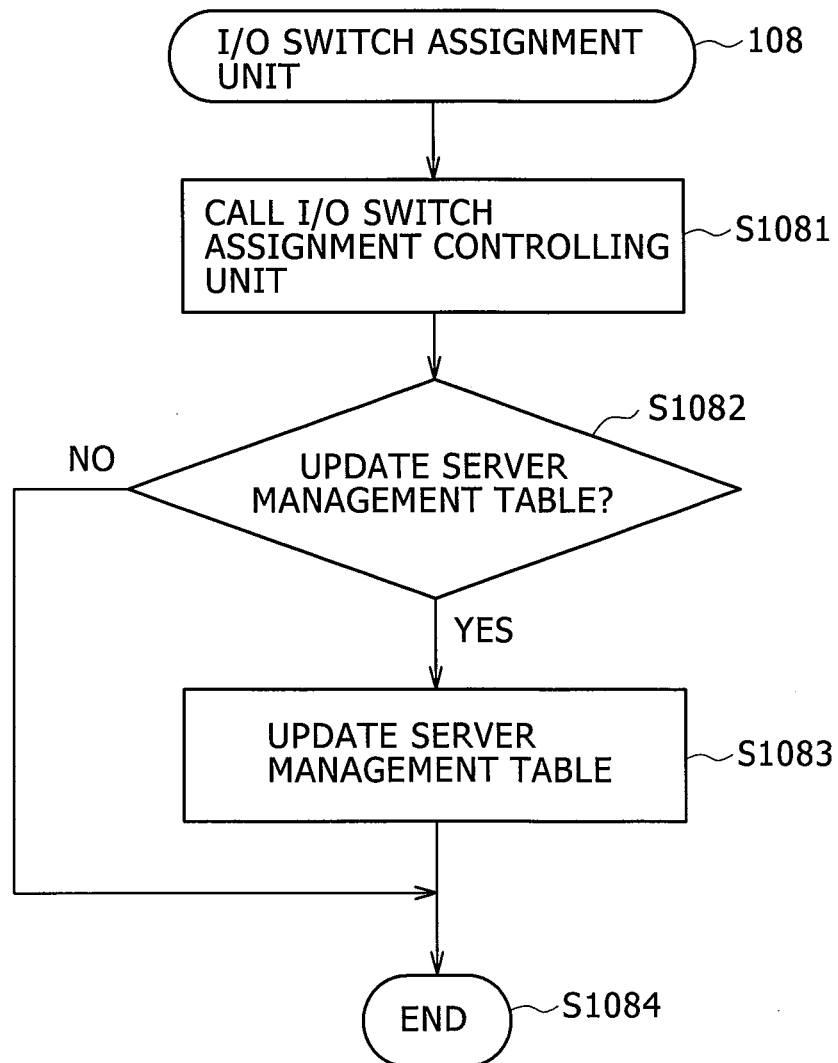 I/O SWITCH ASSIGNMENT
UNIT
108
CALL I/O SWITCH
ASSIGNMENT CONTROLLING
UNIT
S1081
S1082
NO
UPDATE SERVER
MANAGEMENT TABLE?
YES
UPDATE SERVER
MANAGEMENT TABLE
S1083
END
S1084